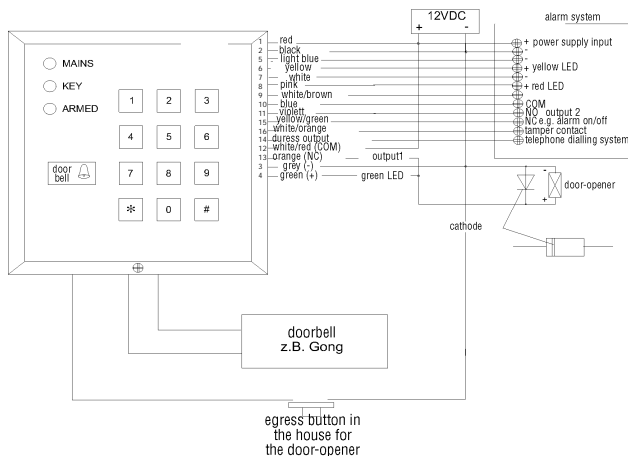 12VDC
+ -
alarm system
MAINS
KEY
ARMED
door
bell
1 2 3
4 5 6
7 8 9
* 0 #
1 red
2 black
5 light blue
6 yellow
7 white
8 pink
9 white/brown
10 blue
11 violett
15 yellow/green
16 white/orange
14 duress output
12 white/red (COM)
13 orange (NC) output1
3 grey (-)
4 green (+) green LED
+ power supply input
-
-
+ yellow LED
-
+ red LED
COM
NO output 2
NC e.g. alarm on/off
tamper contact
telephone dialling system
-
+
door-opener
cathode
doorbell
z.B. Gong
egress button in
the house for
the door-opener